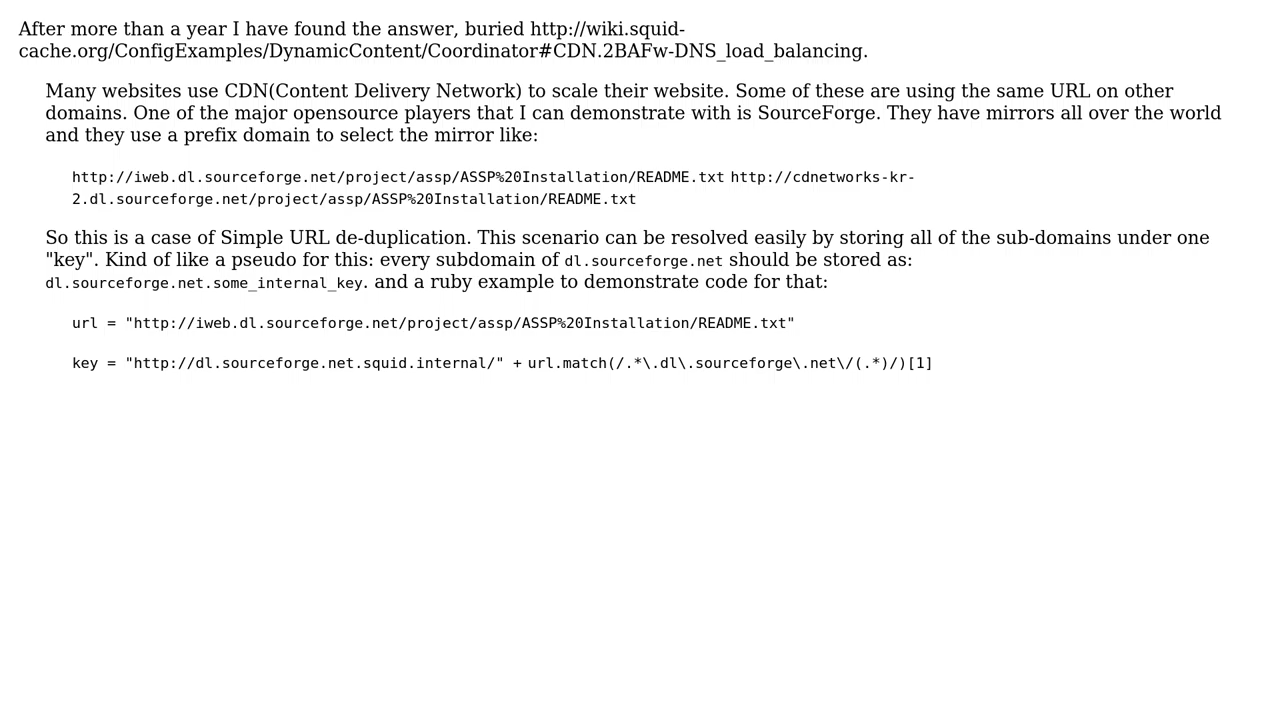 After more than a year I have found the answer, buried http://wiki.squid-
cache.org/ConfigExamples/DynamicContent/Coordinator#CDN.2BAFw-DNS_load_balancing.
Many websites use CDN(Content Delivery Network) to scale their website. Some of these are using the same URL on other
domains. One of the major opensource players that I can demonstrate with is SourceForge. They have mirrors all over the world
and they use a prefix domain to select the mirror like:
http://iweb.dl.sourceforge.net/project/assp/ASSP%20Installation/README.txt http://cdnetworks-kr-
2.dl.sourceforge.net/project/assp/ASSP%20Installation/README.txt
So this is a case of Simple URL de-duplication. This scenario can be resolved easily by storing all of the sub-domains under one
"key". Kind of like a pseudo for this: every subdomain of dl.sourceforge.net should be stored as:
dl.sourceforge.net.some_internal_key. and a ruby example to demonstrate code for that:
url = "http://iweb.dl.sourceforge.net/project/assp/ASSP%20Installation/README.txt"
key = "http://dl.sourceforge.net.squid.internal/" + url.match(/.*\.dl\.sourceforge\.net\/(.*)/)[1]